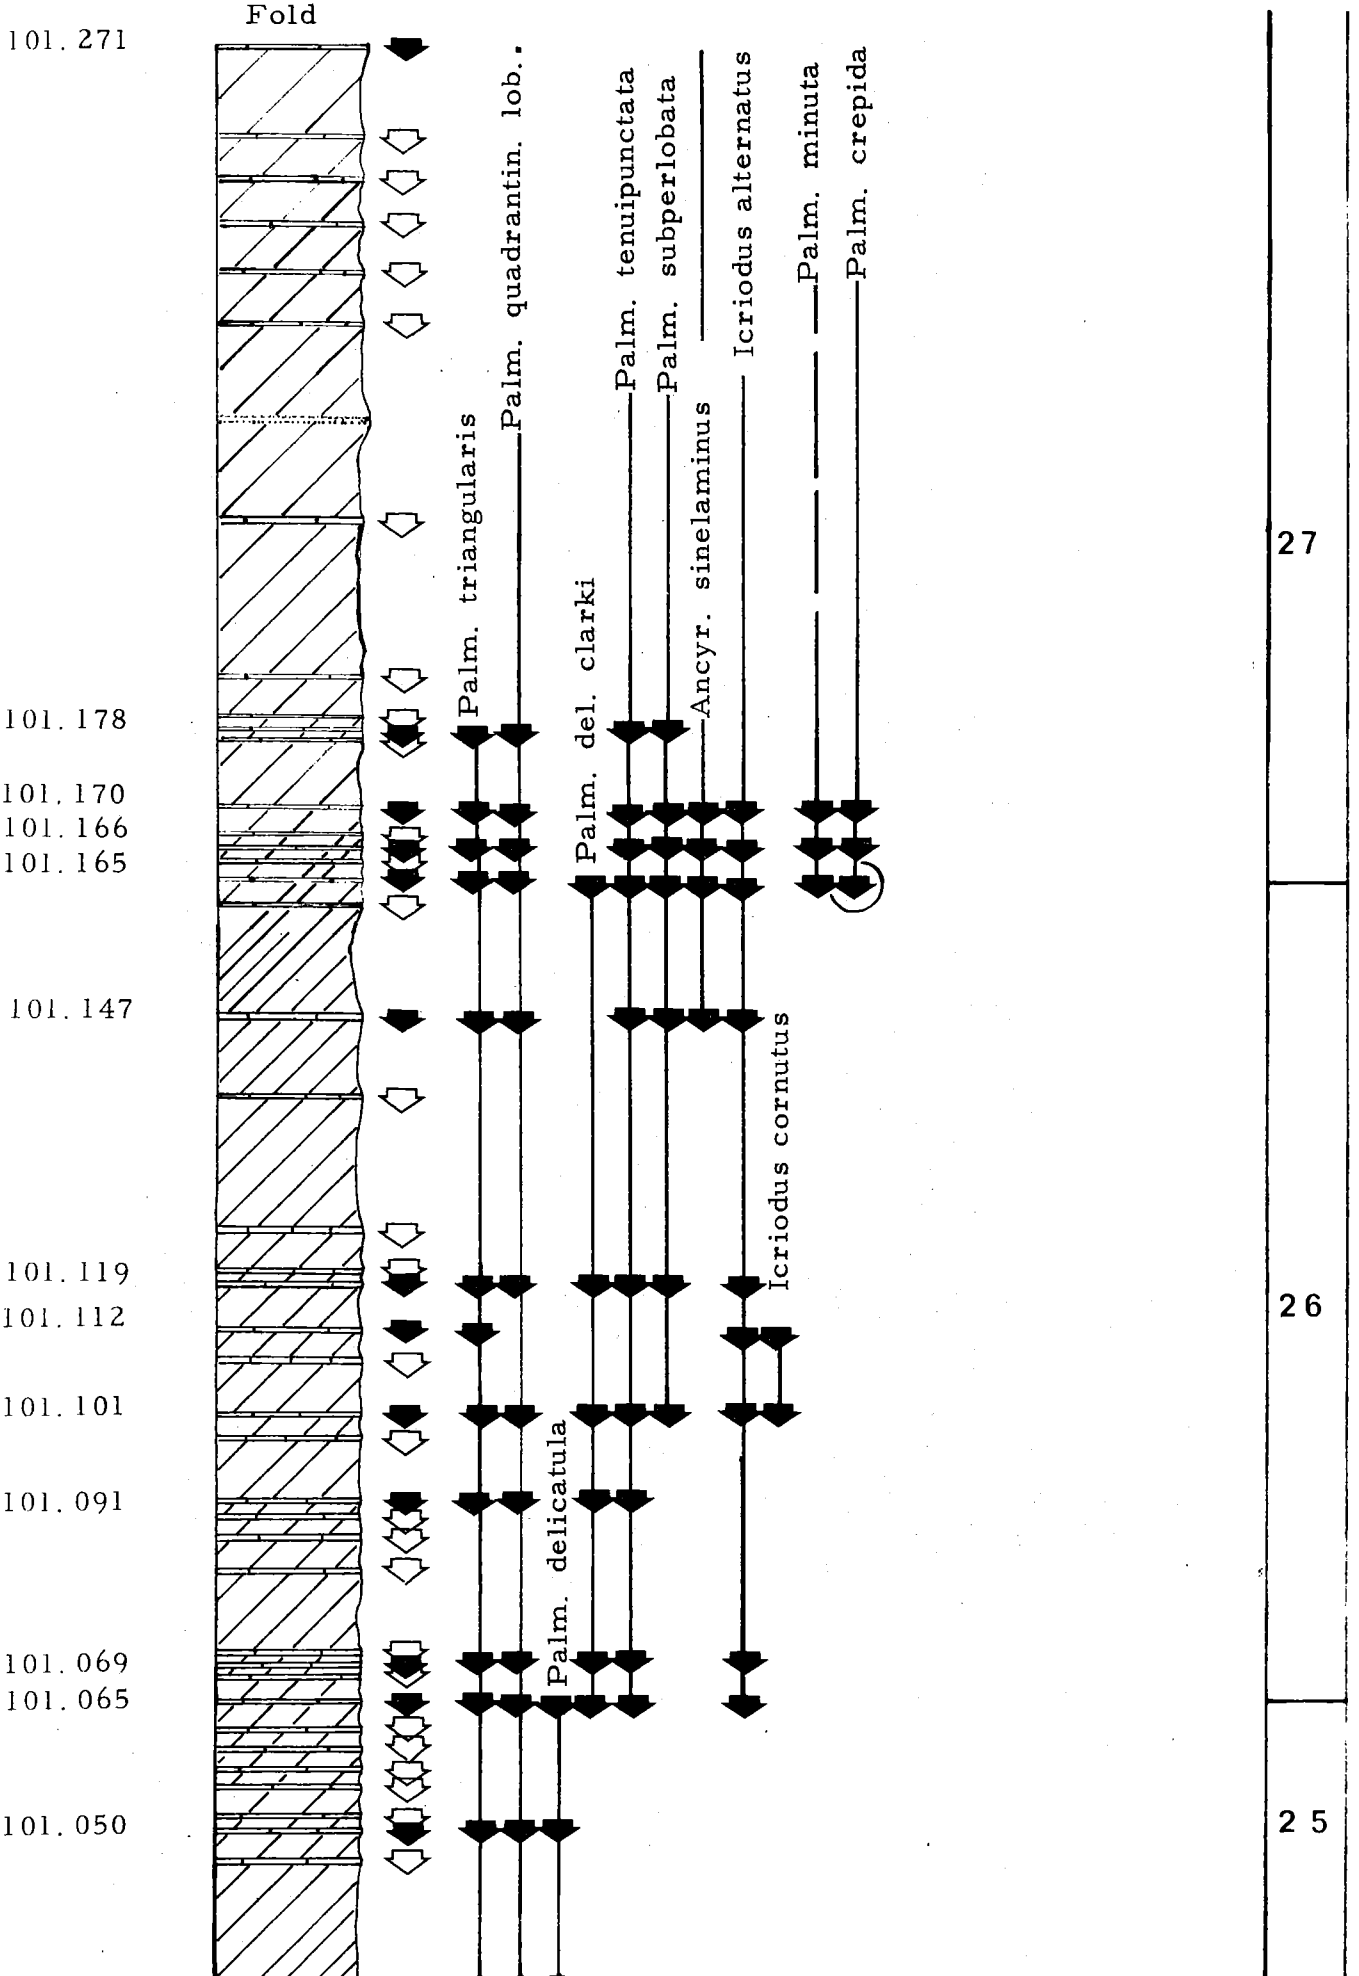 Fold
101.271
101.178
101.170
101.166
101.165
101.147
101.119
101.112
101.101
101.091
101.069
101.065
101.050
Palm. triangularis
Palm. quadrantin. lob..
Palm. delicatula
Palm. del. clarki
Palm. tenuipunctata
Palm. subperlobata
Ancyr. sinelaminus
Icriodus alternatus
Icriodus cornutus
Palm. minuta
Palm. crepida
27
26
25